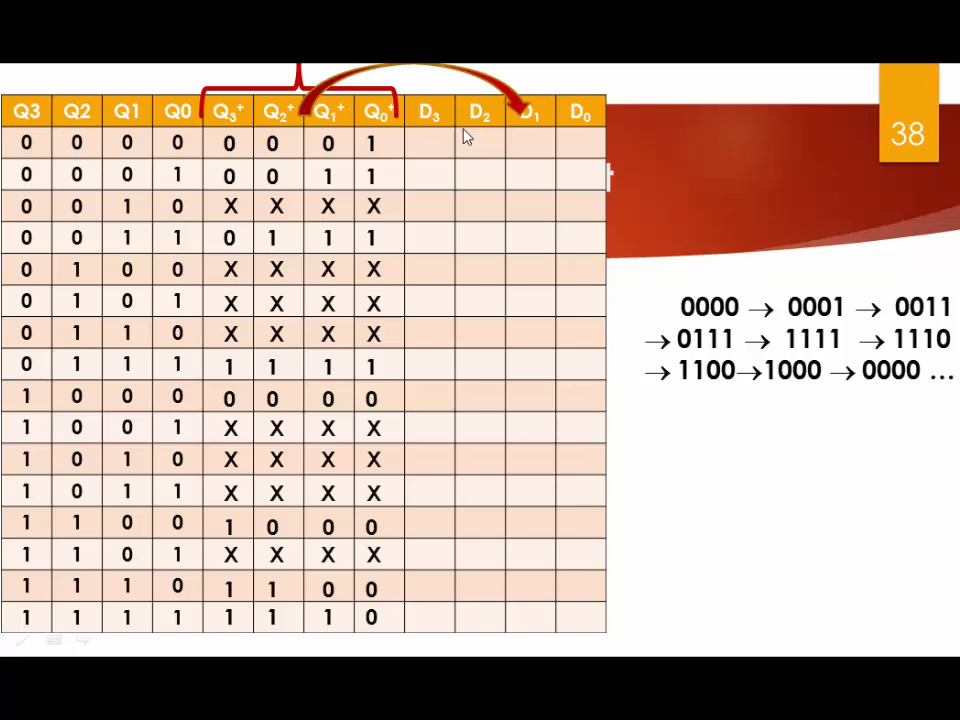 Q3 Q2 Q1 Q0 Q₃⁺ Q₂⁺ Q₁⁺ Q₀⁺ D₃ D₂ D₁ D₀
0 0 0 0 0 0 0 1
0 0 0 1 0 0 1 1
0 0 1 0 X X X X
0 0 1 1 0 1 1 1
0 1 0 0 X X X X
0 1 0 1 X X X X
0 1 1 0 X X X X
0 1 1 1 1 1 1 1
1 0 0 0 0 0 0 0
1 0 0 1 X X X X
1 0 1 0 X X X X
1 0 1 1 X X X X
1 1 0 0 1 0 0 0
1 1 0 1 X X X X
1 1 1 0 1 1 0 0
1 1 1 1 1 1 1 0
38
t
0000 → 0001 → 0011
→ 0111 → 1111 → 1110
→ 1100→1000 → 0000 …